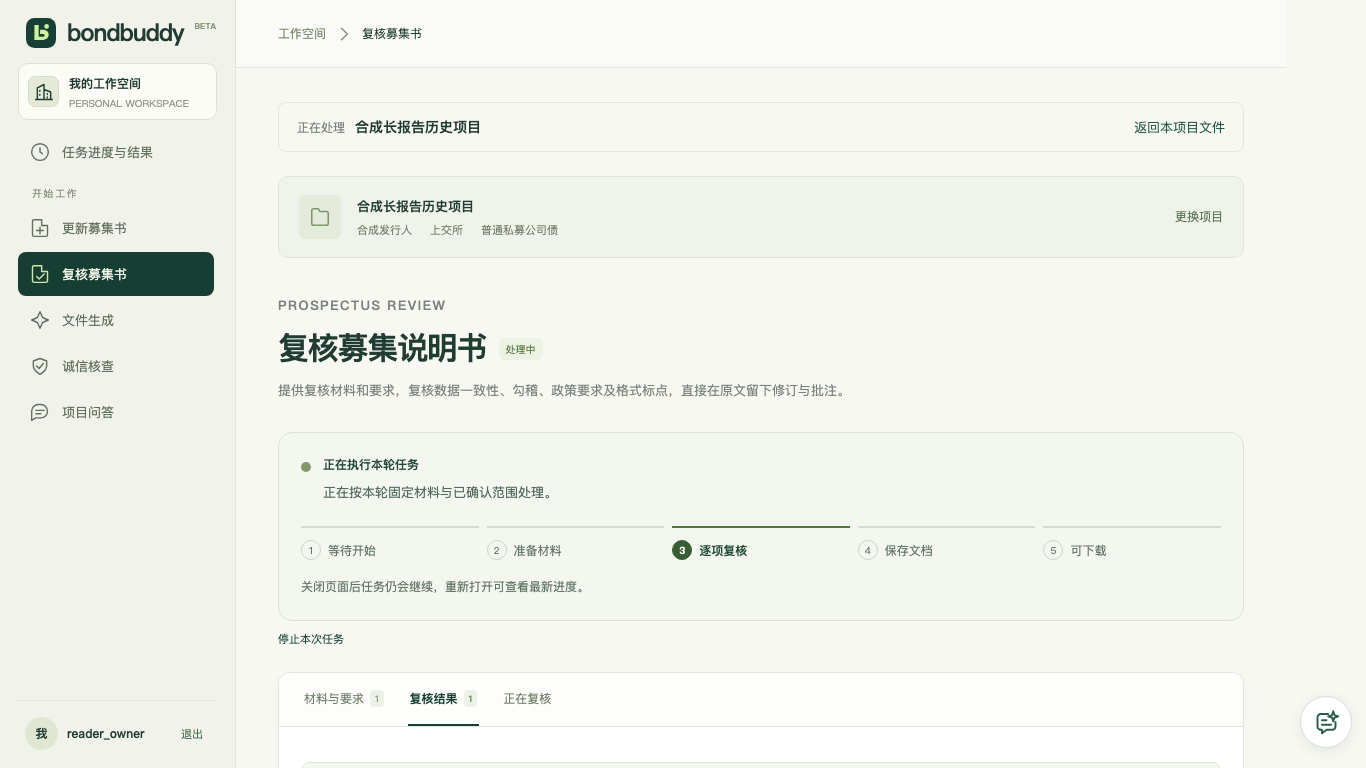 bondbuddy BETA
我的工作空间
PERSONAL WORKSPACE
任务进度与结果
开始工作
更新募集书
复核募集书
文件生成
诚信核查
项目问答
我 reader_owner 退出
工作空间 复核募集书
正在处理 合成长报告历史项目 返回本项目文件
合成长报告历史项目
合成发行人 上交所 普通私募公司债
更换项目
PROSPECTUS REVIEW
复核募集说明书 处理中
提供复核材料和要求，复核数据一致性、勾稽、政策要求及格式标点，直接在原文留下修订与批注。
正在执行本轮任务
正在按本轮固定材料与已确认范围处理。
1 等待开始 2 准备材料 3 逐项复核 4 保存文档 5 可下载
关闭页面后任务仍会继续，重新打开可查看最新进度。
停止本次任务
材料与要求 1 复核结果 1 正在复核